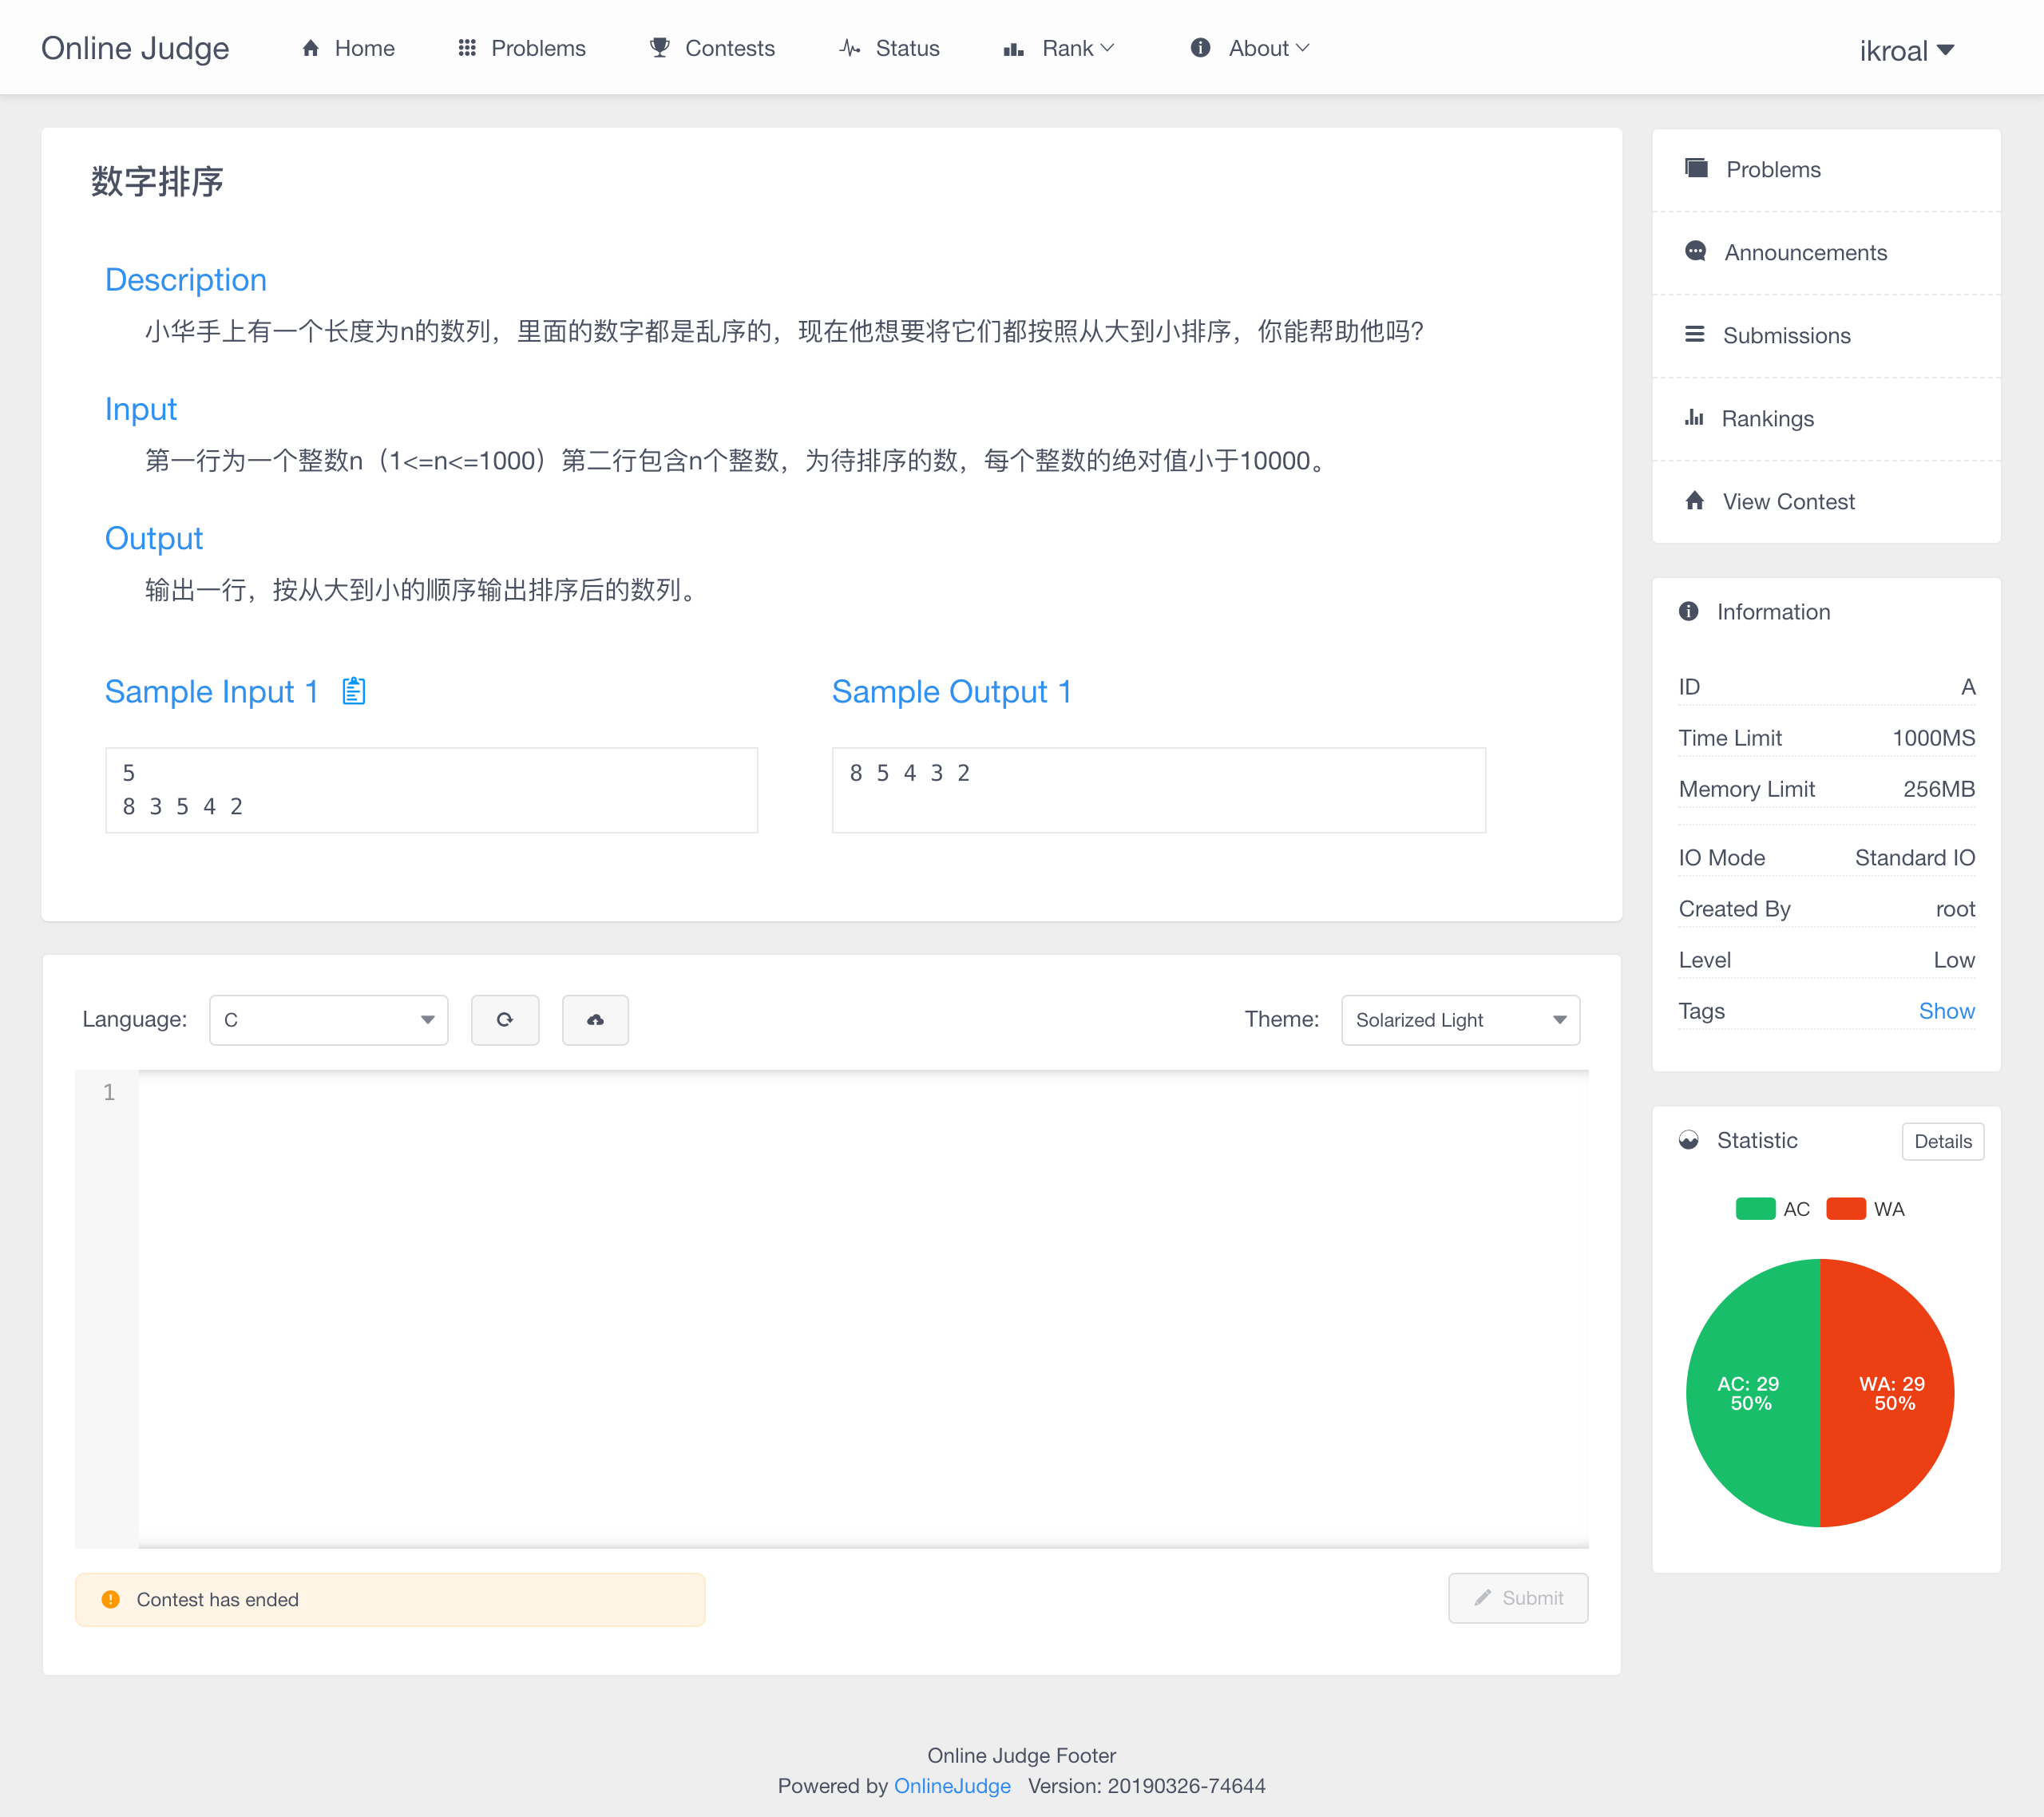 Online Judge
Home
Problems
Contests
Status
Rank
About
ikroal
数字排序
Description
小华手上有一个长度为n的数列，里面的数字都是乱序的，现在他想要将它们都按照从大到小排序，你能帮助他吗?
Input
第一行为一个整数n（1<=n<=1000）第二行包含n个整数，为待排序的数，每个整数的绝对值小于10000。
Output
输出一行，按从大到小的顺序输出排序后的数列。
Sample Input 1
5
8 3 5 4 2
Sample Output 1
8 5 4 3 2
Language:
C
Theme:
Solarized Light
1
Contest has ended
Submit
Problems
Announcements
Submissions
Rankings
View Contest
Information
ID A
Time Limit 1000MS
Memory Limit 256MB
IO Mode Standard IO
Created By root
Level Low
Tags Show
Statistic
Details
AC
WA
AC: 29
50%
WA: 29
50%
Online Judge Footer
Powered by OnlineJudge Version: 20190326-74644